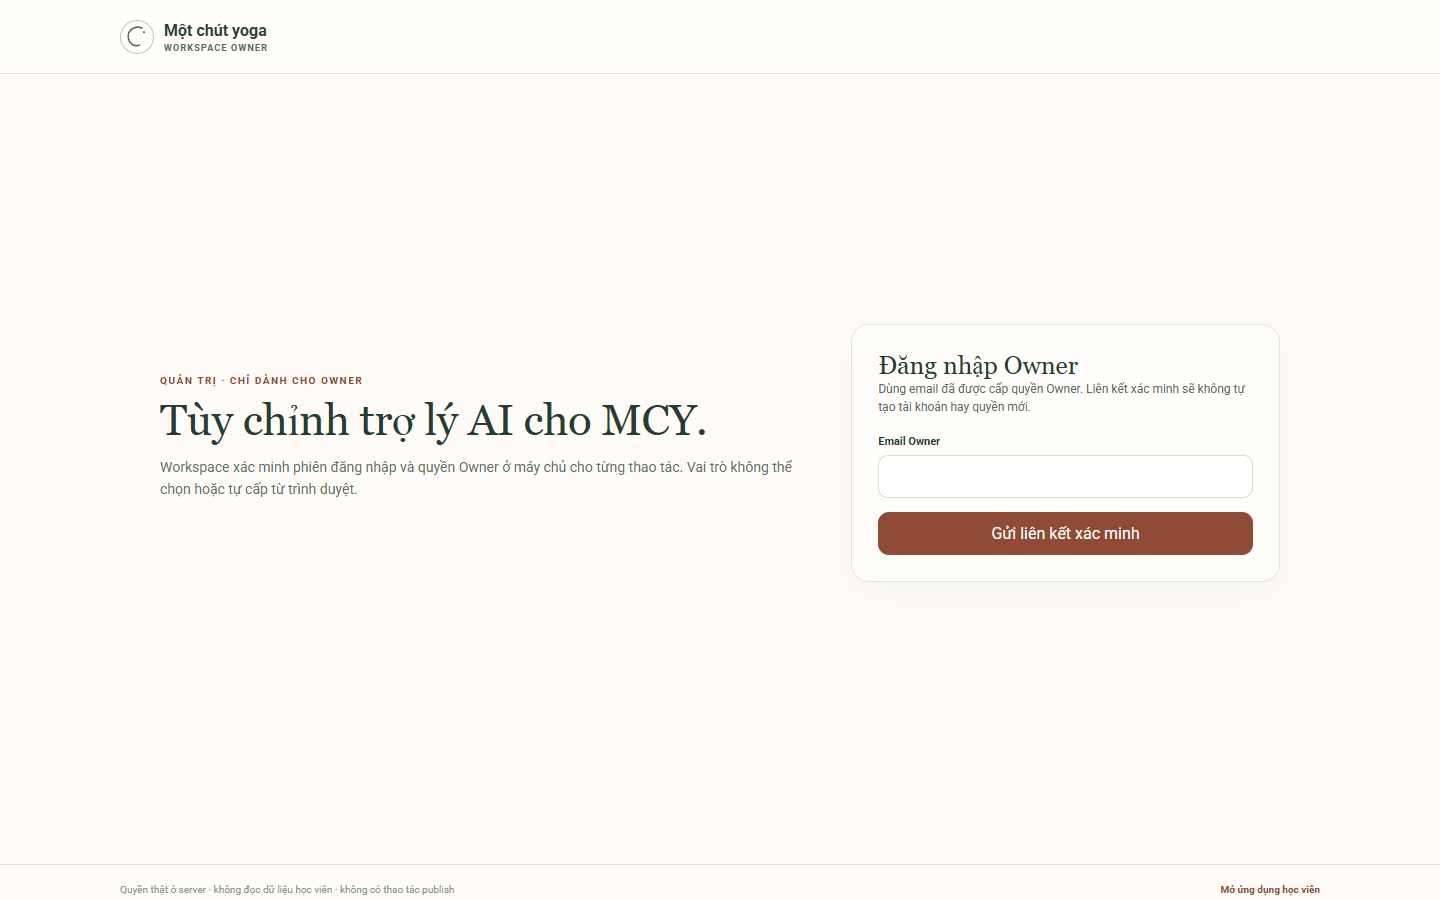 Một chút yoga
WORKSPACE OWNER
QUẢN TRỊ · CHỈ DÀNH CHO OWNER
Tùy chỉnh trợ lý AI cho MCY.
Workspace xác minh phiên đăng nhập và quyền Owner ở máy chủ cho từng thao tác. Vai trò không thể
chọn hoặc tự cấp từ trình duyệt.
Đăng nhập Owner
Dùng email đã được cấp quyền Owner. Liên kết xác minh sẽ không tự
tạo tài khoản hay quyền mới.
Email Owner
Gửi liên kết xác minh
Quyền thật ở server · không đọc dữ liệu học viên · không có thao tác publish
Mở ứng dụng học viên